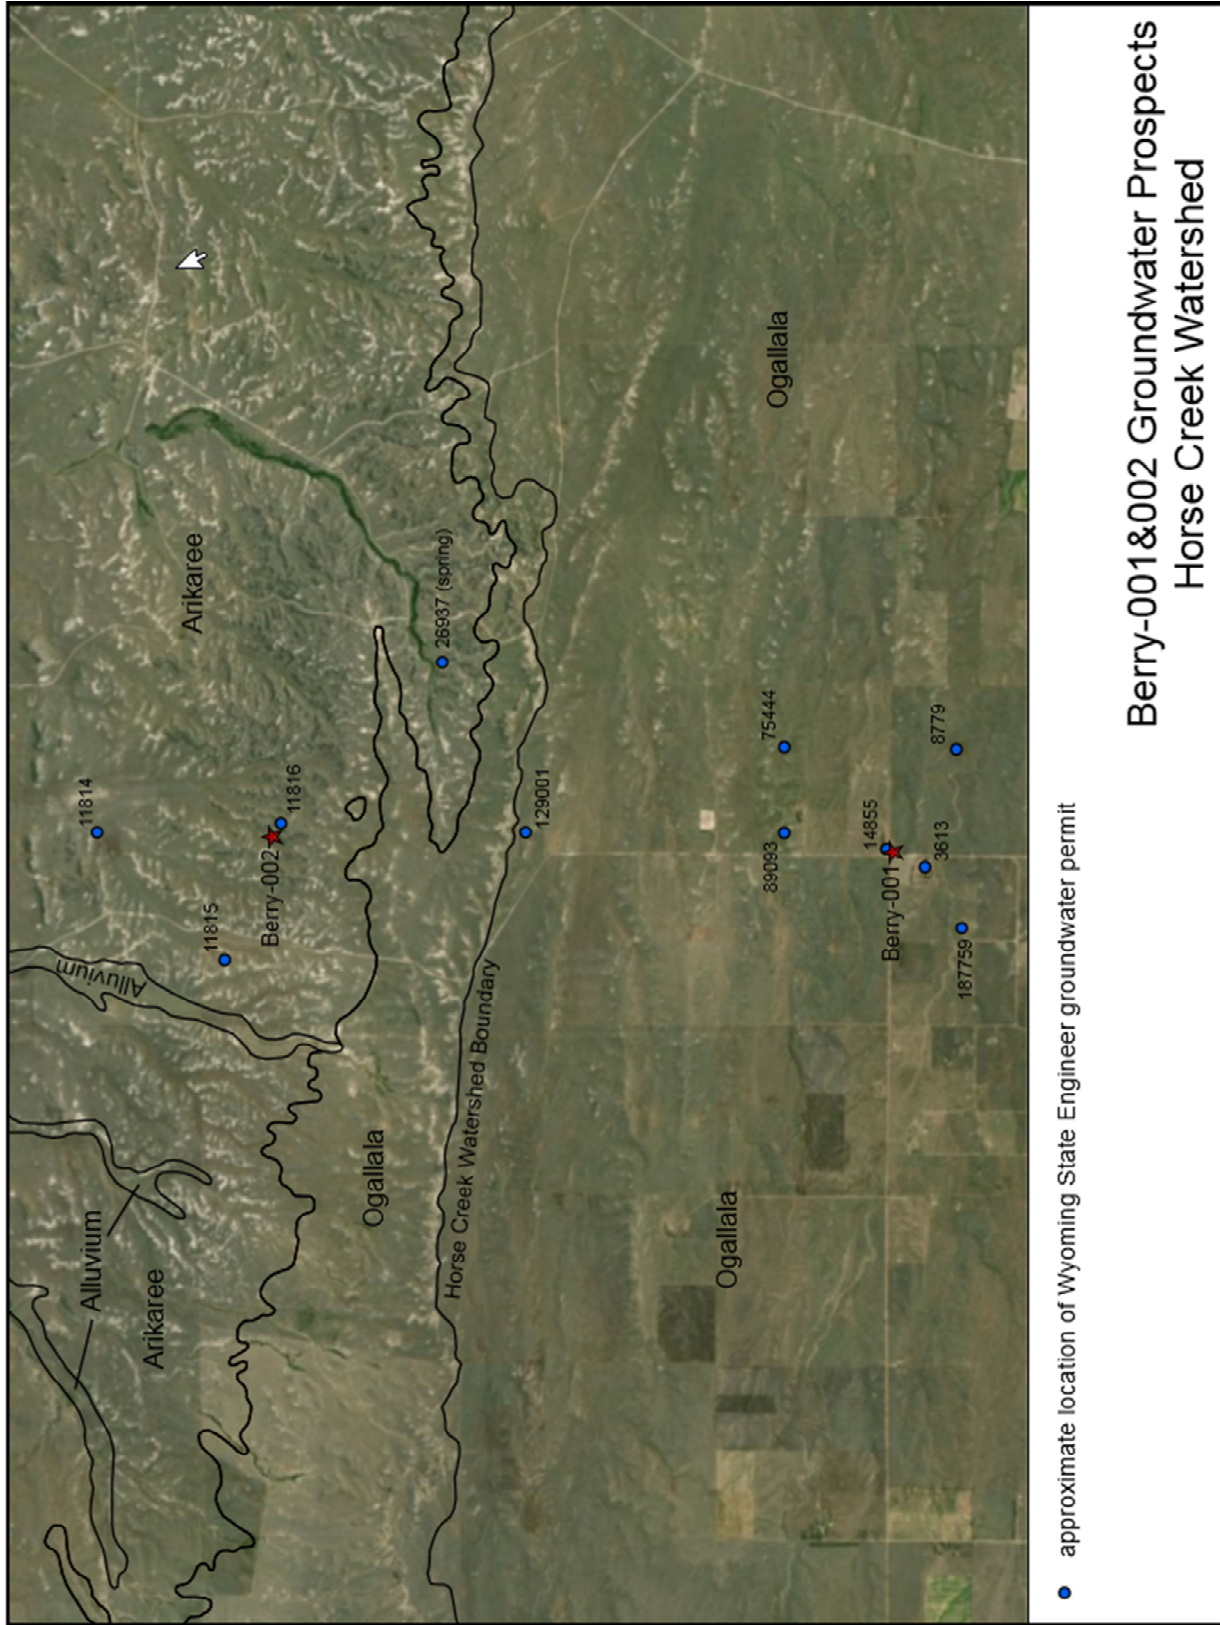 Alluvium
Arikaree
Alluvium
Ogallala
11815
11814
Berry-002
11816
Arikaree
26937 (spring)
Horse Creek Watershed Boundary
129001
Ogallala
Ogallala
89093
75444
14855
Berry-001
3613
8779
187759
approximate location of Wyoming State Engineer groundwater permit
Berry-001&002 Groundwater Prospects
Horse Creek Watershed